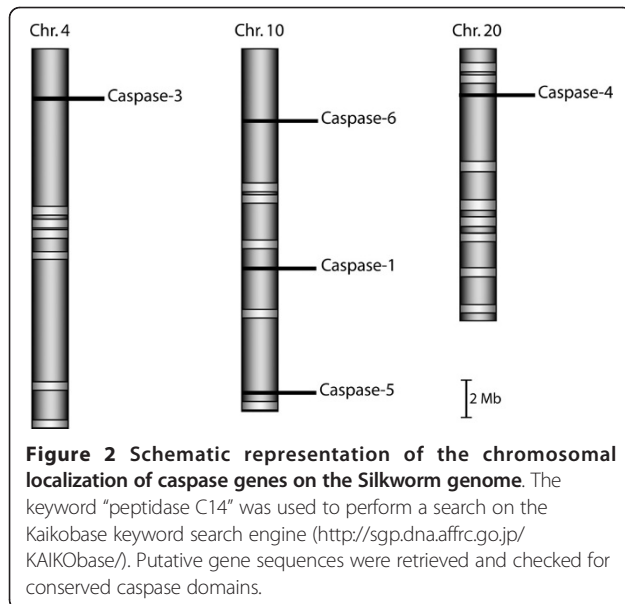 Chr. 4
Chr. 10
Chr. 20
Caspase-3
Caspase-4
Caspase-6
Caspase-1
Caspase-5
2 Mb
Figure 2 Schematic representation of the chromosomal
localization of caspase genes on the Silkworm genome. The
keyword "peptidase C14" was used to perform a search on the
Kaikobase keyword search engine (http://sgp.dna.affrc.go.jp/
KAIKObase/). Putative gene sequences were retrieved and checked for
conserved caspase domains.